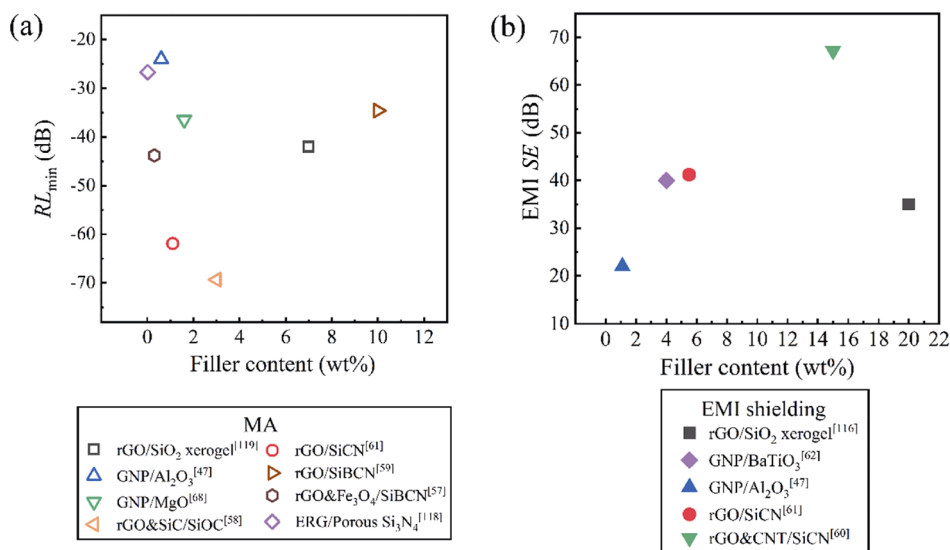 (a)
-20
-30
-40
-50
-60
-70
RLmin (dB)
0 2 4 6 8 10 12
Filler content (wt%)
MA
rGO/SiO2 xerogel[119]
GNP/Al2O3[47]
GNP/MgO[68]
rGO&SiC/SiOC[58]
rGO/SiCN[61]
rGO/SiBCN[59]
rGO&Fe3O4/SiBCN[57]
ERG/Porous Si3N4[118]
(b)
70
60
50
40
30
20
10
EMI SE (dB)
0 2 4 6 8 10 12 14 16 18 20 22
Filler content (wt%)
EMI shielding
rGO/SiO2 xerogel[116]
GNP/BaTiO3[62]
GNP/Al2O3[47]
rGO/SiCN[61]
rGO&CNT/SiCN[60]